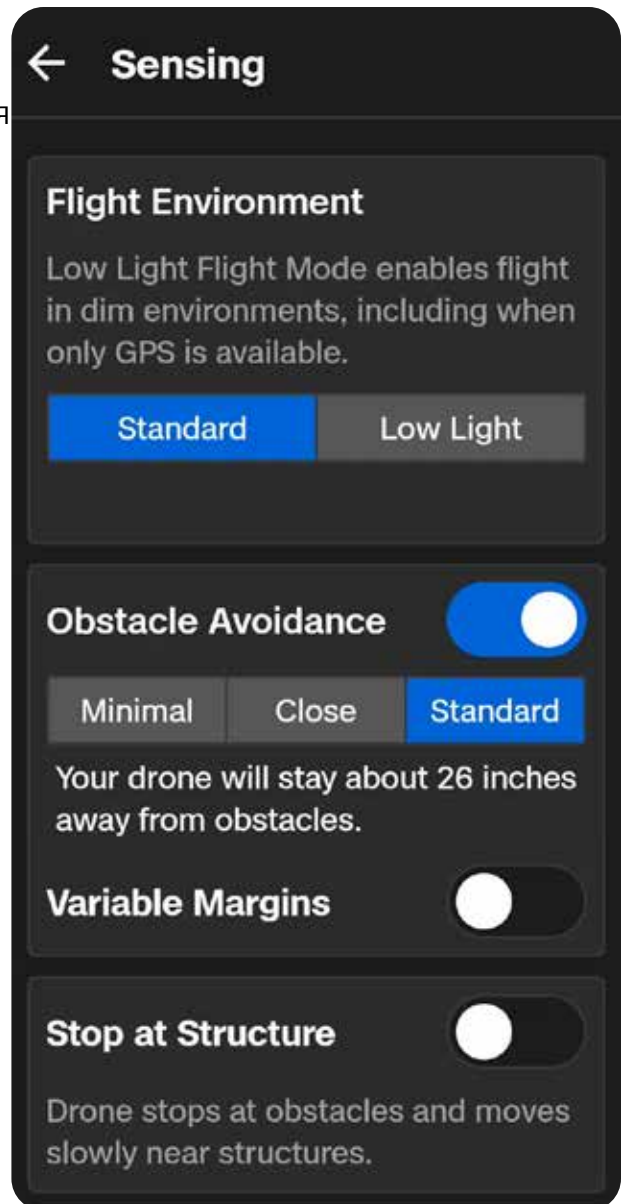 Sensing
Flight Environment
Low Light Flight Mode enables flight
in dim environments, including when
only GPS is available.
Standard Low Light
Obstacle Avoidance
Minimal Close Standard
Your drone will stay about 26 inches
away from obstacles.
Variable Margins
Stop at Structure
Drone stops at obstacles and moves
slowly near structures.